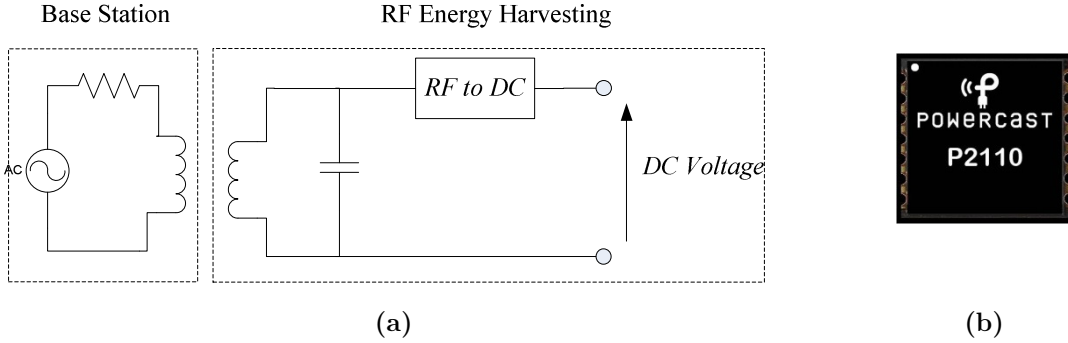 Base Station
RF Energy Harvesting
AC
RF to DC
DC Voltage
POWERCAST
P2110
(a)
(b)